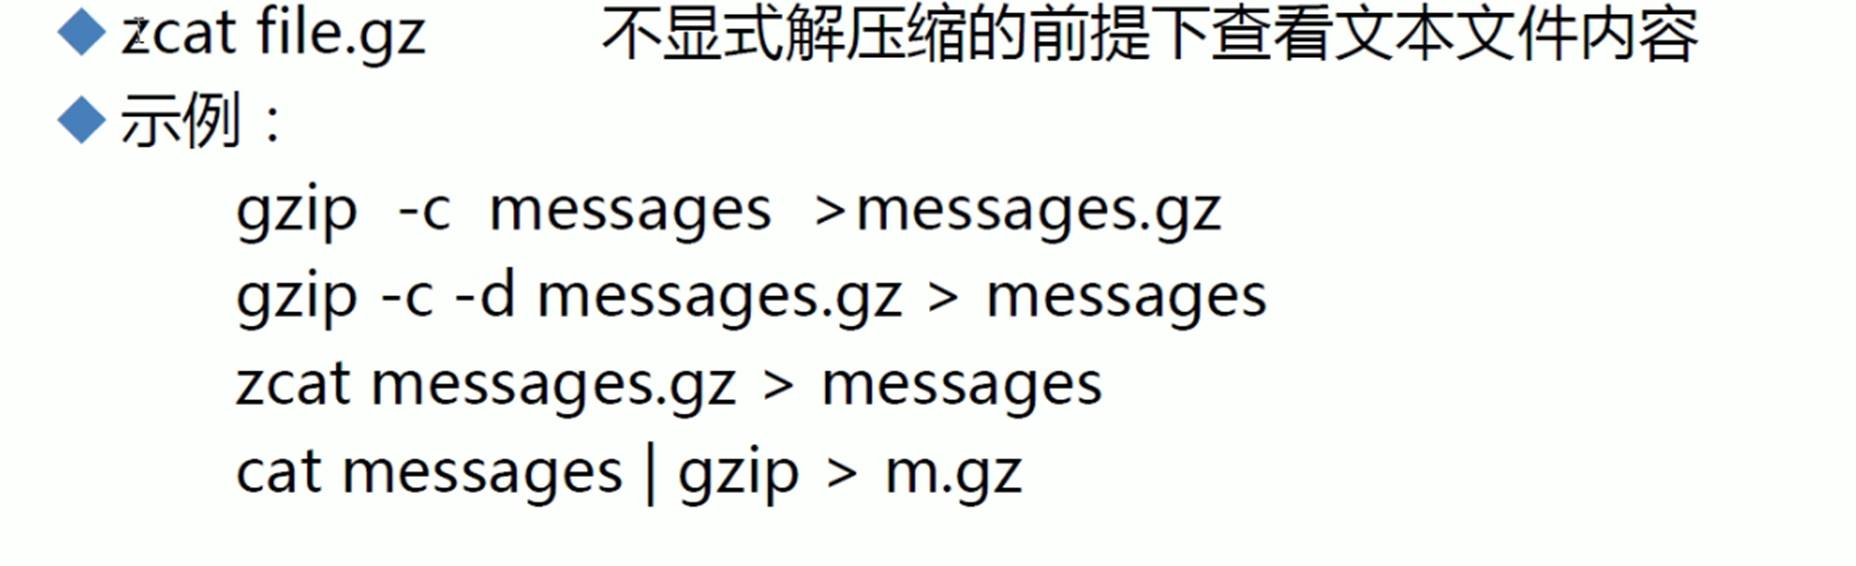 zcat file.gz 不显式解压缩的前提下查看文本文件内容
示例：
gzip -c messages >messages.gz
gzip -c -d messages.gz > messages
zcat messages.gz > messages
cat messages | gzip > m.gz